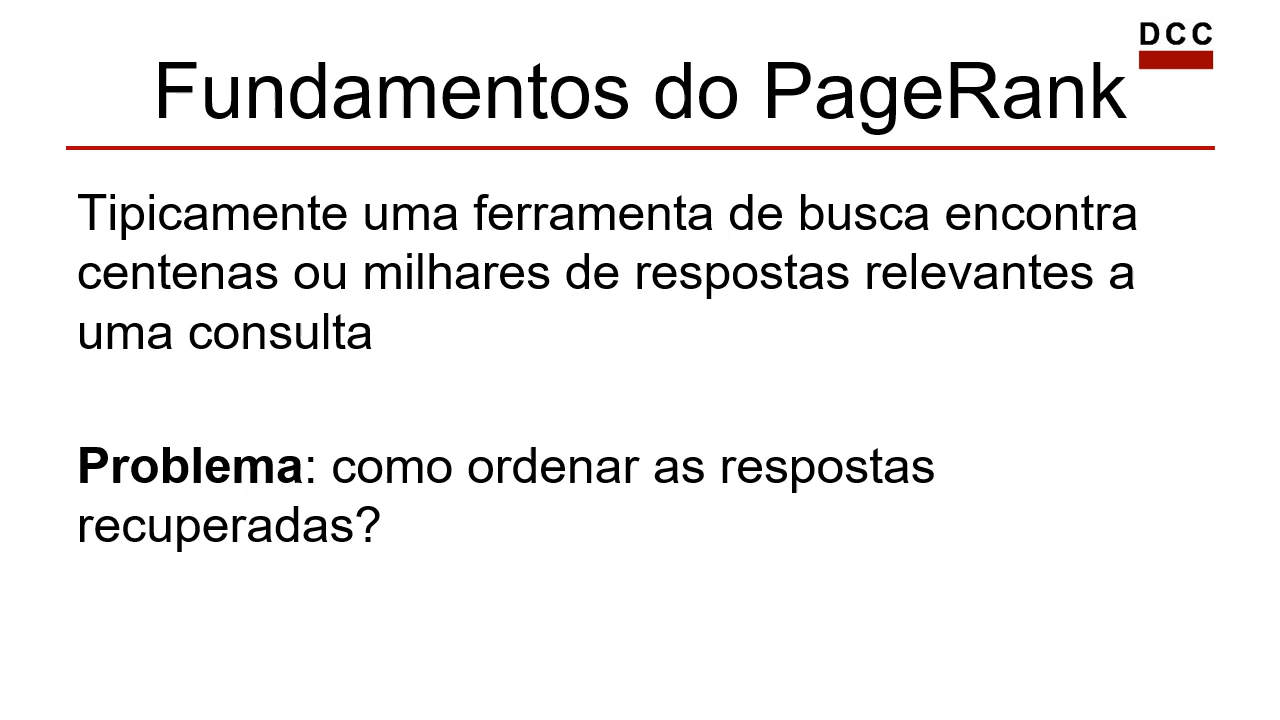 DCC
Fundamentos do PageRank
Tipicamente uma ferramenta de busca encontra
centenas ou milhares de respostas relevantes a
uma consulta
Problema: como ordenar as respostas
recuperadas?